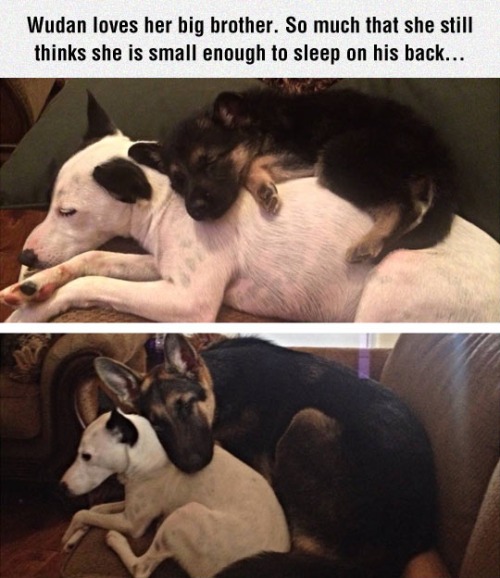 Wudan loves her big brother. So much that she still
thinks she is small enough to sleep on his back...